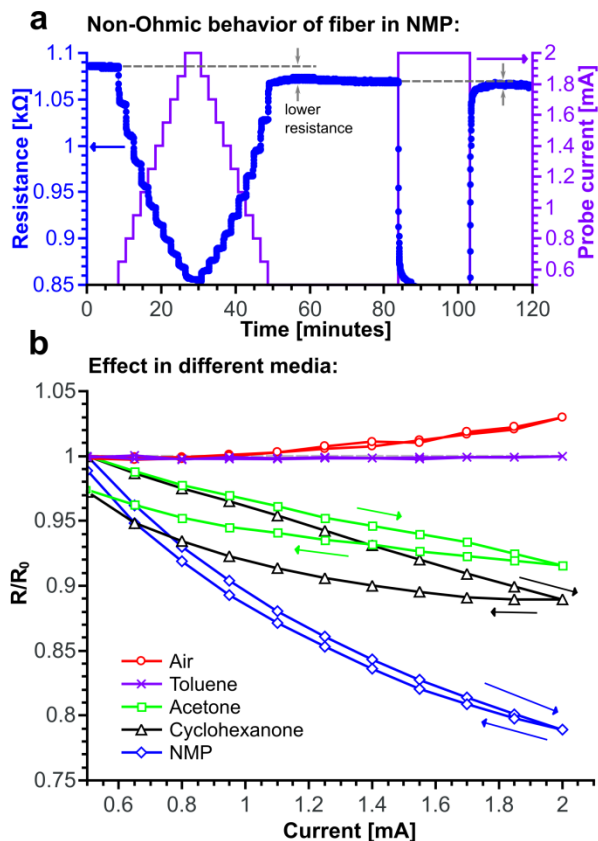 a
Non-Ohmic behavior of fiber in NMP:
1.1
1.05
1
0.95
0.9
0.85
Resistance [kΩ]
lower
resistance
2
1.8
1.6
1.4
1.2
1
0.8
0.6
Probe current [mA]
0 20 40 60 80 100 120
Time [minutes]
b
Effect in different media:
1.05
1
0.95
0.9
0.85
0.8
0.75
R/R0
Air
Toluene
Acetone
Cyclohexanone
NMP
0.6 0.8 1 1.2 1.4 1.6 1.8 2
Current [mA]